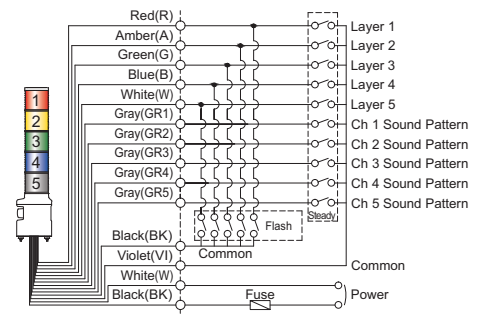 Red(R)
Layer 1
Amber(A)
Layer 2
Green(G)
Layer 3
Blue(B)
Layer 4
White(W)
Layer 5
Gray(GR1)
Ch 1 Sound Pattern
Gray(GR2)
Ch 2 Sound Pattern
Gray(GR3)
Ch 3 Sound Pattern
Gray(GR4)
Ch 4 Sound Pattern
Gray(GR5)
Ch 5 Sound Pattern
1
2
3
4
5
Steady
Flash
Black(BK)
Common
Violet(VI)
Common
White(W)
Black(BK)
Fuse
Power